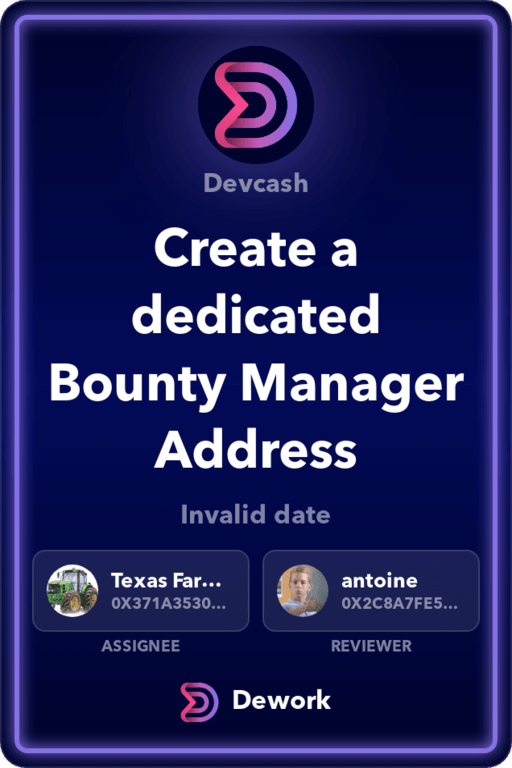 Devcash
Create a
dedicated
Bounty Manager
Address
Invalid date
Texas Far...
0X371A3530...
antoine
0X2C8A7FE5...
ASSIGNEE
REVIEWER
Dework